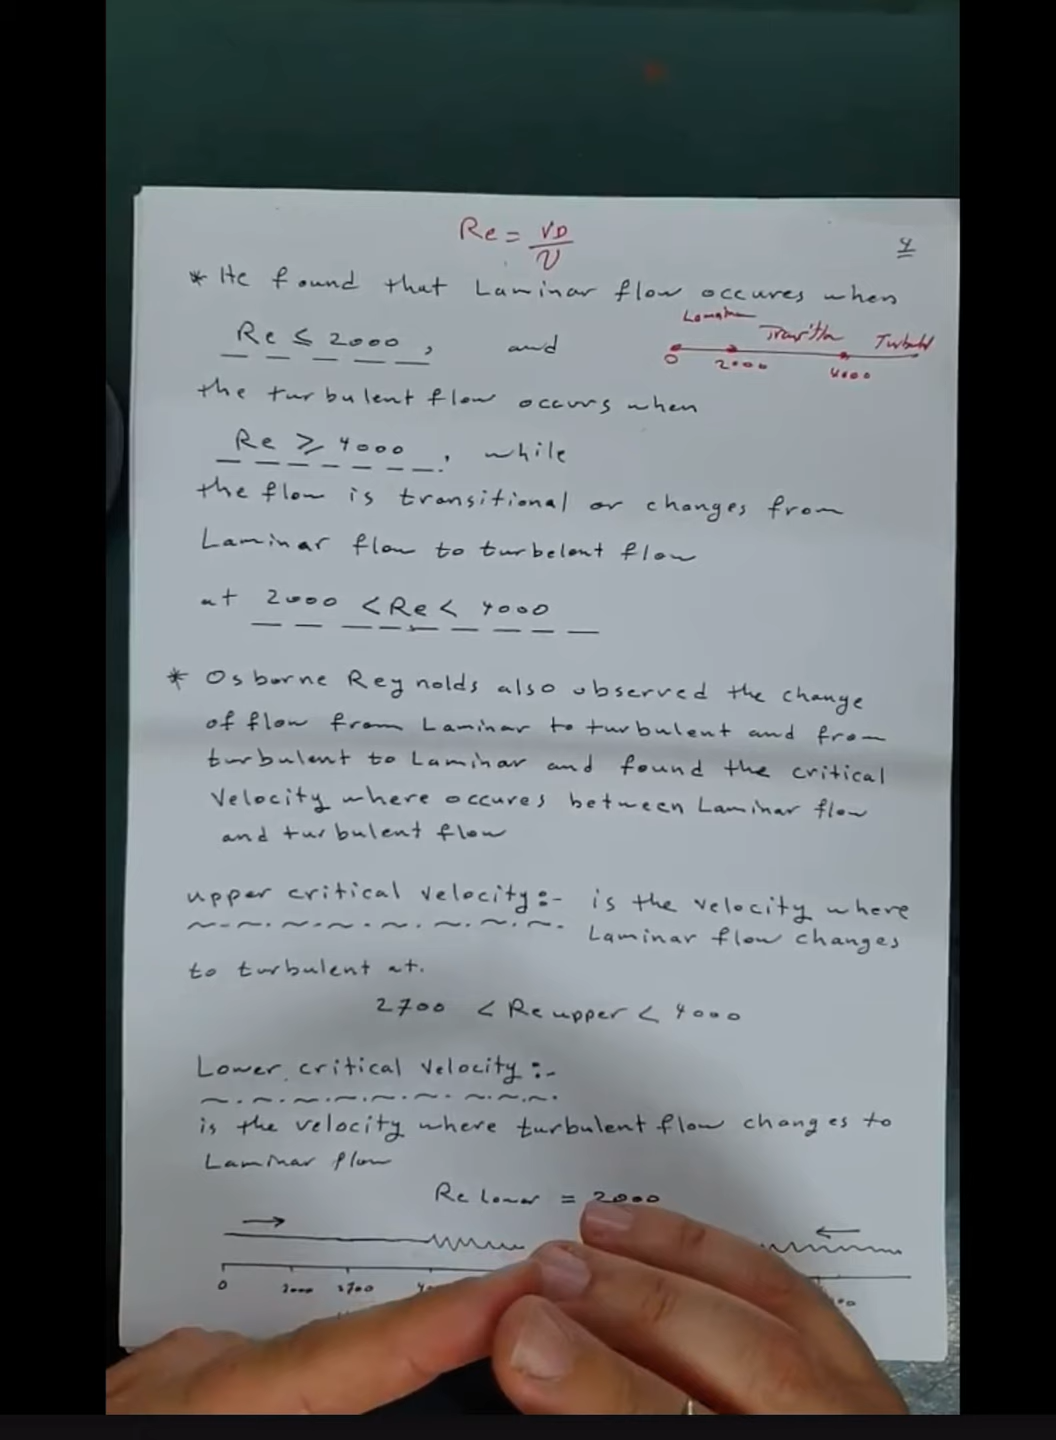 Re = VD
ν
4
* He found that Laminar flow occures when
Laminar Transition Turbulent
Re ≤ 2000, and
0 2000 4000
the turbulent flow occurs when
Re ≥ 4000, while
the flow is transitional or changes from
Laminar flow to turbelent flow
at 2000 < Re < 4000
* Osborne Reynolds also observed the change
of flow from Laminar to turbulent and from
turbulent to Laminar and found the critical
Velocity where occures between Laminar flow
and turbulent flow
upper critical velocity:- is the velocity where
Laminar flow changes
to turbulent at.
2700 < Re upper < 4000
Lower critical velocity:-
is the velocity where turbulent flow changes to
Laminar flow
Re Lower = 2000
0 2000 2700